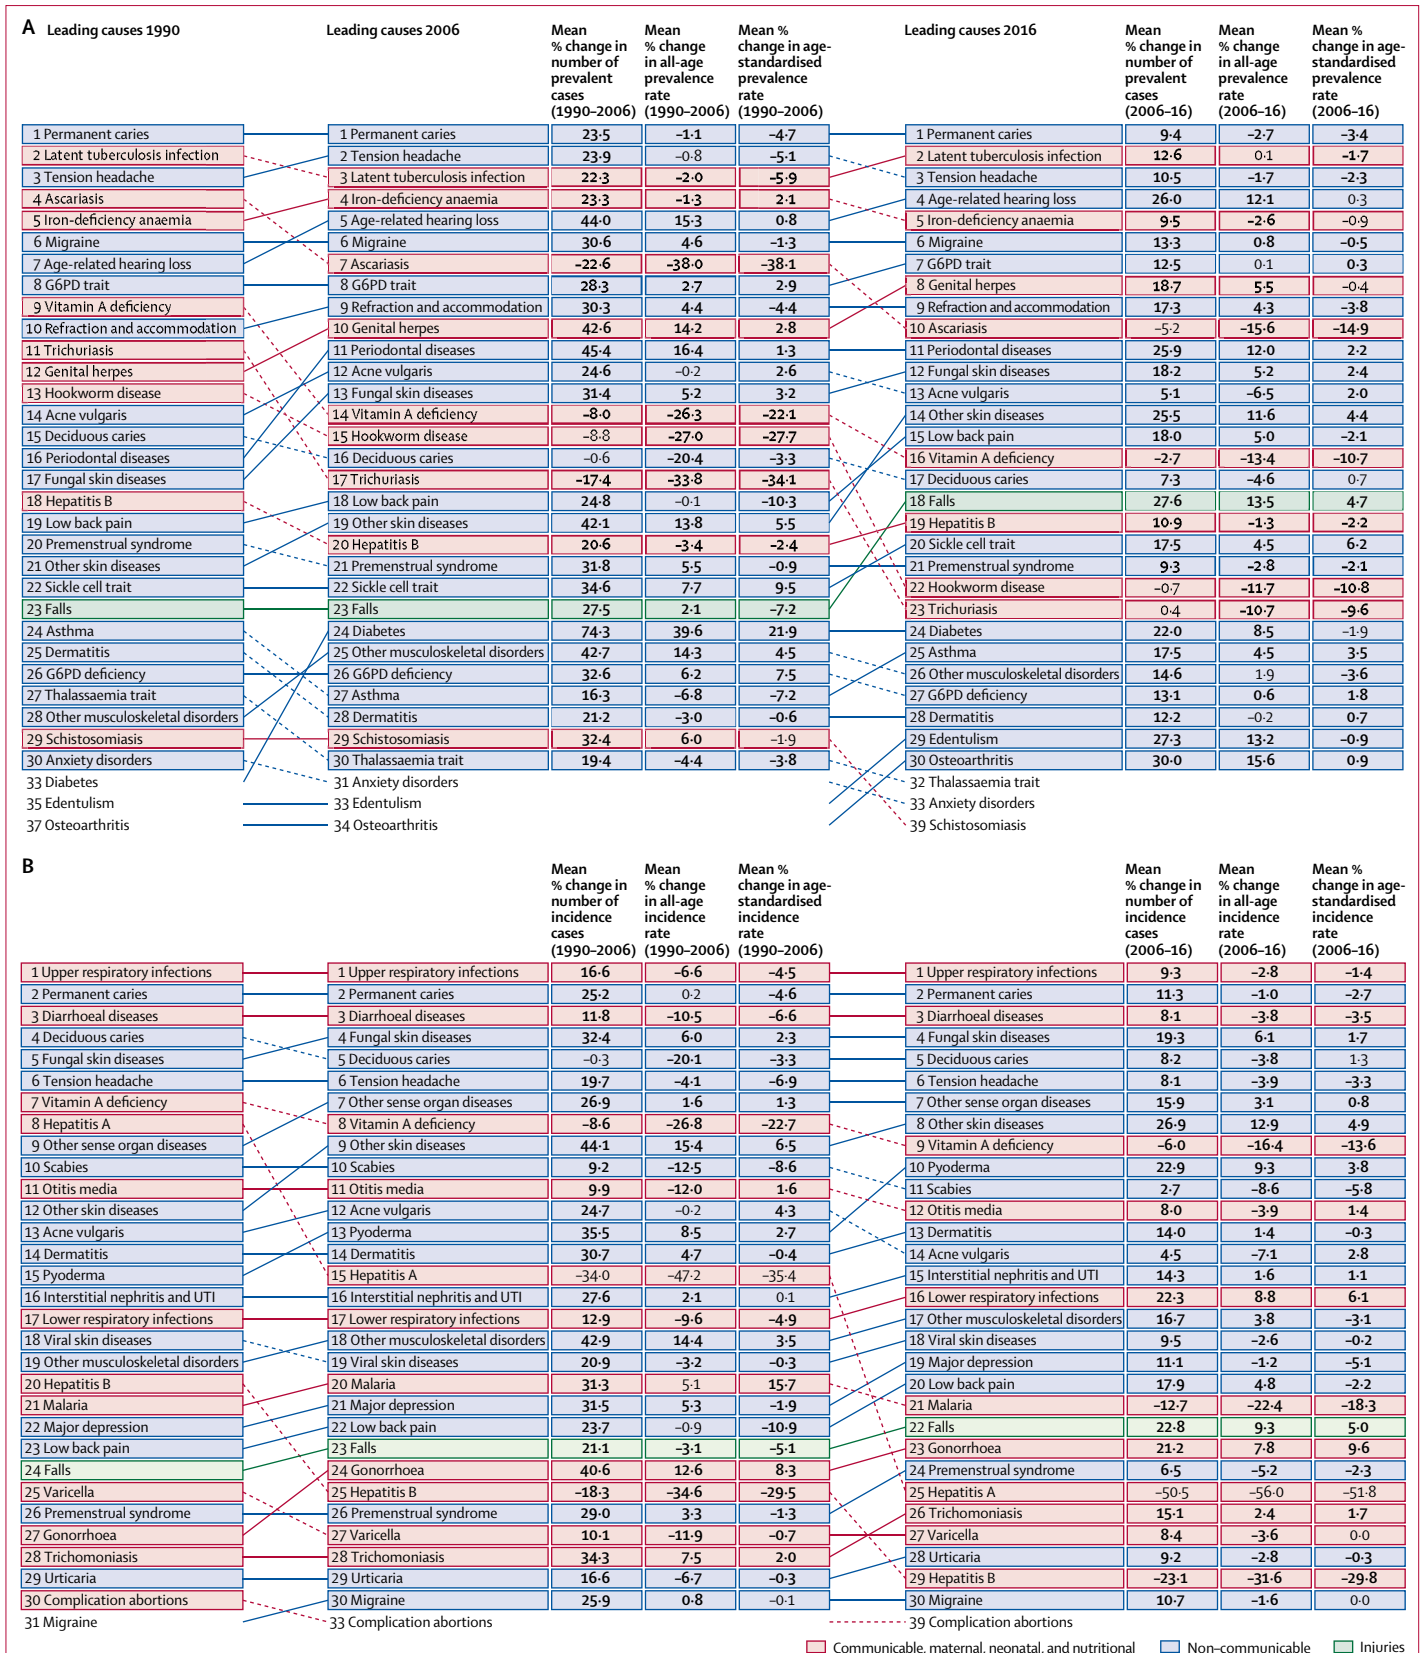 A Leading causes 1990 Leading causes 2006 Mean % change in number of prevalent cases (1990–2006) Mean % change in all-age prevalence rate (1990–2006) Mean % change in age-standardised prevalence rate (1990–2006) Leading causes 2016 Mean % change in number of prevalent cases (2006–16) Mean % change in all-age prevalence rate (2006–16) Mean % change in age-standardised prevalence rate (2006–16)
1 Permanent caries 1 Permanent caries 23·5 –1·1 –4·7 1 Permanent caries 9·4 –2·7 –3·4
2 Latent tuberculosis infection 2 Tension headache 23·9 –0·8 –5·1 2 Latent tuberculosis infection 12·6 0·1 –1·7
3 Tension headache 3 Latent tuberculosis infection 22·3 –2·0 –5·9 3 Tension headache 10·5 –1·7 –2·3
4 Ascariasis 4 Iron-deficiency anaemia 23·3 –1·3 2·1 4 Age-related hearing loss 26·0 12·1 0·3
5 Iron-deficiency anaemia 5 Age-related hearing loss 44·0 15·3 0·8 5 Iron-deficiency anaemia 9·5 –2·6 –0·9
6 Migraine 6 Migraine 30·6 4·6 –1·3 6 Migraine 13·3 0·8 –0·5
7 Age-related hearing loss 7 Ascariasis –22·6 –38·0 –38·1 7 G6PD trait 12·5 0·1 0·3
8 G6PD trait 8 G6PD trait 28·3 2·7 2·9 8 Genital herpes 18·7 5·5 –0·4
9 Vitamin A deficiency 9 Refraction and accommodation 30·3 4·4 –4·4 9 Refraction and accommodation 17·3 4·3 –3·8
10 Refraction and accommodation 10 Genital herpes 42·6 14·2 2·8 10 Ascariasis –5·2 –15·6 –14·9
11 Trichuriasis 11 Periodontal diseases 45·4 16·4 1·3 11 Periodontal diseases 25·9 12·0 2·2
12 Genital herpes 12 Acne vulgaris 24·6 –0·2 2·6 12 Fungal skin diseases 18·2 5·2 2·4
13 Hookworm disease 13 Fungal skin diseases 31·4 5·2 3·2 13 Acne vulgaris 5·1 –6·5 2·0
14 Acne vulgaris 14 Vitamin A deficiency –8·0 –26·3 –22·1 14 Other skin diseases 25·5 11·6 4·4
15 Deciduous caries 15 Hookworm disease –8·8 –27·0 –27·7 15 Low back pain 18·0 5·0 –2·1
16 Periodontal diseases 16 Deciduous caries –0·6 –20·4 –3·3 16 Vitamin A deficiency –2·7 –13·4 –10·7
17 Fungal skin diseases 17 Trichuriasis –17·4 –33·8 –34·1 17 Deciduous caries 7·3 –4·6 0·7
18 Hepatitis B 18 Low back pain 24·8 –0·1 –10·3 18 Falls 27·6 13·5 4·7
19 Low back pain 19 Other skin diseases 42·1 13·8 5·5 19 Hepatitis B 10·9 –1·3 –2·2
20 Premenstrual syndrome 20 Hepatitis B 20·6 –3·4 –2·4 20 Sickle cell trait 17·5 4·5 6·2
21 Other skin diseases 21 Premenstrual syndrome 31·8 5·5 –0·9 21 Premenstrual syndrome 9·3 –2·8 –2·1
22 Sickle cell trait 22 Sickle cell trait 34·6 7·7 9·5 22 Hookworm disease –0·7 –11·7 –10·8
23 Falls 23 Falls 27·5 2·1 –7·2 23 Trichuriasis 0·4 –10·7 –9·6
24 Asthma 24 Diabetes 74·3 39·6 21·9 24 Diabetes 22·0 8·5 –1·9
25 Dermatitis 25 Other musculoskeletal disorders 42·7 14·3 4·5 25 Asthma 17·5 4·5 3·5
26 G6PD deficiency 26 G6PD deficiency 32·6 6·2 7·5 26 Other musculoskeletal disorders 14·6 1·9 –3·6
27 Thalassaemia trait 27 Asthma 16·3 –6·8 –7·2 27 G6PD deficiency 13·1 0·6 1·8
28 Other musculoskeletal disorders 28 Dermatitis 21·2 –3·0 –0·6 28 Dermatitis 12·2 –0·2 0·7
29 Schistosomiasis 29 Schistosomiasis 32·4 6·0 –1·9 29 Edentulism 27·3 13·2 –0·9
30 Anxiety disorders 30 Thalassaemia trait 19·4 –4·4 –3·8 30 Osteoarthritis 30·0 15·6 0·9
33 Diabetes 31 Anxiety disorders 32 Thalassaemia trait
35 Edentulism 33 Edentulism 33 Anxiety disorders
37 Osteoarthritis 34 Osteoarthritis 39 Schistosomiasis
B Mean % change in number of incidence cases (1990–2006) Mean % change in all-age incidence rate (1990–2006) Mean % change in age-standardised incidence rate (1990–2006) Mean % change in number of incidence cases (2006–16) Mean % change in all-age incidence rate (2006–16) Mean % change in age-standardised incidence rate (2006–16)
1 Upper respiratory infections 1 Upper respiratory infections 16·6 –6·6 –4·5 1 Upper respiratory infections 9·3 –2·8 –1·4
2 Permanent caries 2 Permanent caries 25·2 0·2 –4·6 2 Permanent caries 11·3 –1·0 –2·7
3 Diarrhoeal diseases 3 Diarrhoeal diseases 11·8 –10·5 –6·6 3 Diarrhoeal diseases 8·1 –3·8 –3·5
4 Deciduous caries 4 Fungal skin diseases 32·4 6·0 2·3 4 Fungal skin diseases 19·3 6·1 1·7
5 Fungal skin diseases 5 Deciduous caries –0·3 –20·1 –3·3 5 Deciduous caries 8·2 –3·8 1·3
6 Tension headache 6 Tension headache 19·7 –4·1 –6·9 6 Tension headache 8·1 –3·9 –3·3
7 Vitamin A deficiency 7 Other sense organ diseases 26·9 1·6 1·3 7 Other sense organ diseases 15·9 3·1 0·8
8 Hepatitis A 8 Vitamin A deficiency –8·6 –26·8 –22·7 8 Other skin diseases 26·9 12·9 4·9
9 Other sense organ diseases 9 Other skin diseases 44·1 15·4 6·5 9 Vitamin A deficiency –6·0 –16·4 –13·6
10 Scabies 10 Scabies 9·2 –12·5 –8·6 10 Pyoderma 22·9 9·3 3·8
11 Otitis media 11 Otitis media 9·9 –12·0 1·6 11 Scabies 2·7 –8·6 –5·8
12 Other skin diseases 12 Acne vulgaris 24·7 –0·2 4·3 12 Otitis media 8·0 –3·9 1·4
13 Acne vulgaris 13 Pyoderma 35·5 8·5 2·7 13 Dermatitis 14·0 1·4 –0·3
14 Dermatitis 14 Dermatitis 30·7 4·7 –0·4 14 Acne vulgaris 4·5 –7·1 2·8
15 Pyoderma 15 Hepatitis A –34·0 –47·2 –35·4 15 Interstitial nephritis and UTI 14·3 1·6 1·1
16 Interstitial nephritis and UTI 16 Interstitial nephritis and UTI 27·6 2·1 0·1 16 Lower respiratory infections 22·3 8·8 6·1
17 Lower respiratory infections 17 Lower respiratory infections 12·9 –9·6 –4·9 17 Other musculoskeletal disorders 16·7 3·8 –3·1
18 Viral skin diseases 18 Other musculoskeletal disorders 42·9 14·4 3·5 18 Viral skin diseases 9·5 –2·6 –0·2
19 Other musculoskeletal disorders 19 Viral skin diseases 20·9 –3·2 –0·3 19 Major depression 11·1 –1·2 –5·1
20 Hepatitis B 20 Malaria 31·3 5·1 15·7 20 Low back pain 17·9 4·8 –2·2
21 Malaria 21 Major depression 31·5 5·3 –1·9 21 Malaria –12·7 –22·4 –18·3
22 Major depression 22 Low back pain 23·7 –0·9 –10·9 22 Falls 22·8 9·3 5·0
23 Low back pain 23 Falls 21·1 –3·1 –5·1 23 Gonorrhoea 21·2 7·8 9·6
24 Falls 24 Gonorrhoea 40·6 12·6 8·3 24 Premenstrual syndrome 6·5 –5·2 –2·3
25 Varicella 25 Hepatitis B –18·3 –34·6 –29·5 25 Hepatitis A –50·5 –56·0 –51·8
26 Premenstrual syndrome 26 Premenstrual syndrome 29·0 3·3 –1·3 26 Trichomoniasis 15·1 2·4 1·7
27 Gonorrhoea 27 Varicella 10·1 –11·9 –0·7 27 Varicella 8·4 –3·6 0·0
28 Trichomoniasis 28 Trichomoniasis 34·3 7·5 2·0 28 Urticaria 9·2 –2·8 –0·3
29 Urticaria 29 Urticaria 16·6 –6·7 –0·3 29 Hepatitis B –23·1 –31·6 –29·8
30 Complication abortions 30 Migraine 25·9 0·8 –0·1 30 Migraine 10·7 –1·6 0·0
31 Migraine 33 Complication abortions 39 Complication abortions
Communicable, maternal, neonatal, and nutritional Non–communicable Injuries